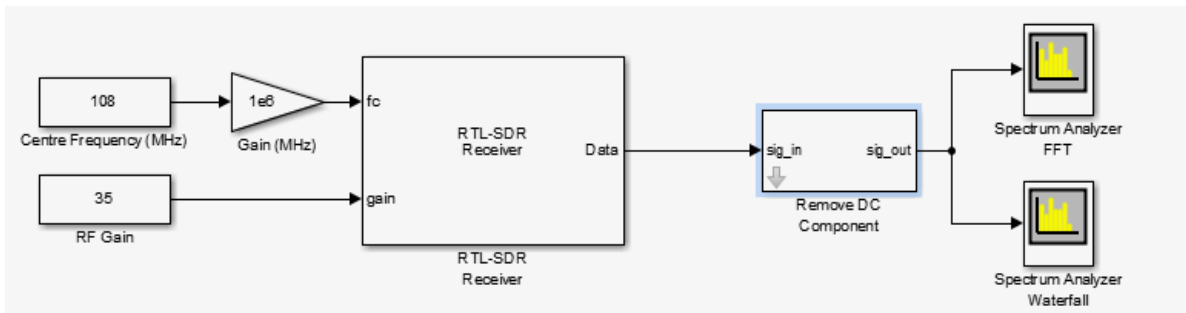 108
Centre Frequency (MHz)
1e6
Gain (MHz)
35
RF Gain
fc
gain
RTL-SDR
Receiver
Data
RTL-SDR
Receiver
sig_in
sig_out
Remove DC
Component
Spectrum Analyzer
FFT
Spectrum Analyzer
Waterfall